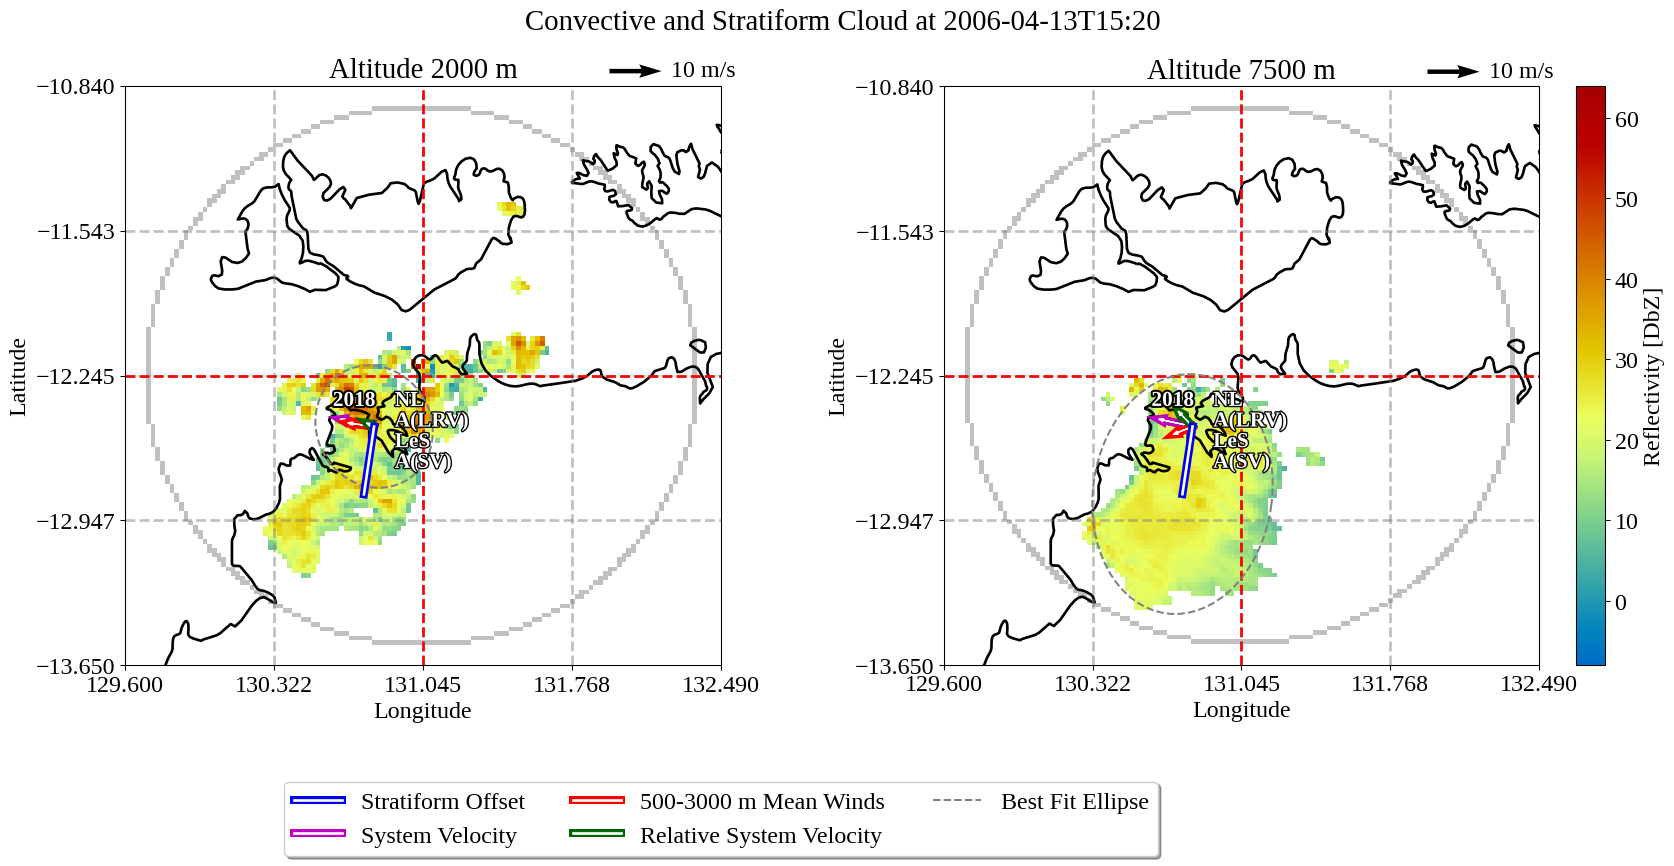 Convective and Stratiform Cloud at 2006-04-13T15:20
Altitude 2000 m
10 m/s
Altitude 7500 m
10 m/s
−10.840
−11.543
−12.245
−12.947
−13.650
Latitude
129.600
130.322
131.045
131.768
132.490
Longitude
2018
NL
A(LRV)
LeS
A(SV)
−10.840
−11.543
−12.245
−12.947
−13.650
Latitude
129.600
130.322
131.045
131.768
132.490
Longitude
2018
NL
A(LRV)
LeS
A(SV)
60
50
40
30
20
10
0
Reflectivity [DbZ]
Stratiform Offset
System Velocity
500-3000 m Mean Winds
Relative System Velocity
Best Fit Ellipse